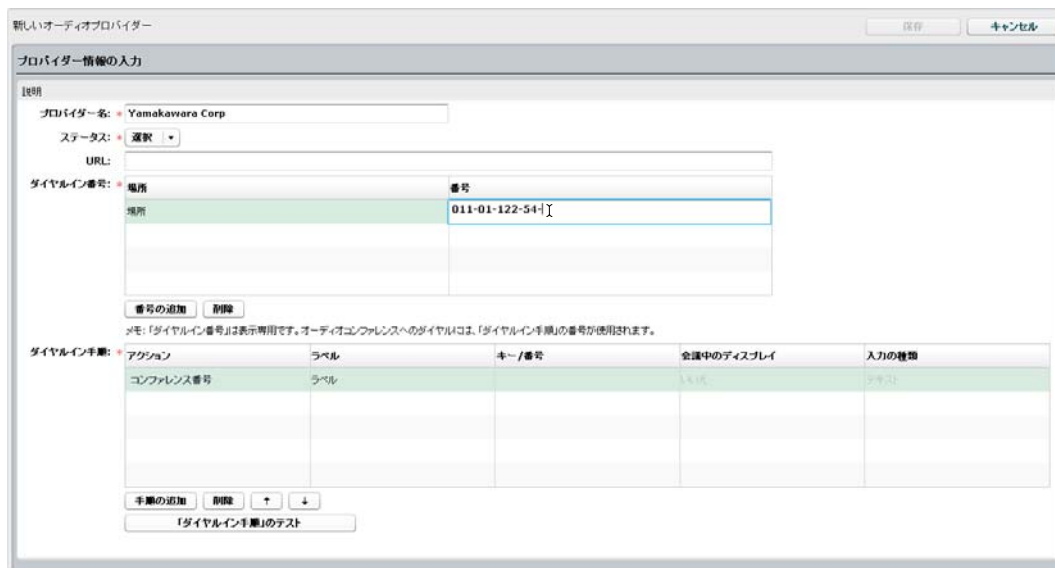 新しいオーディオプロバイダー 保存 キャンセル
プロバイダー情報の入力
説明
プロバイダー名: * Yamakawara Corp
ステータス: * 選択
URL:
ダイヤルイン番号: * 場所 番号
場所 011-01-122-54-
番号の追加 削除
メモ:「ダイヤルイン番号」は表示専用です。オーディオコンファレンスへのダイヤルには、「ダイヤルイン手順」の番号が使用されます。
ダイヤルイン手順: * アクション ラベル キー/番号 会議中のディスプレイ 入力の種類
コンファレンス番号 ラベル いいえ テキスト
手順の追加 削除 ↑ ↓
「ダイヤルイン手順」のテスト